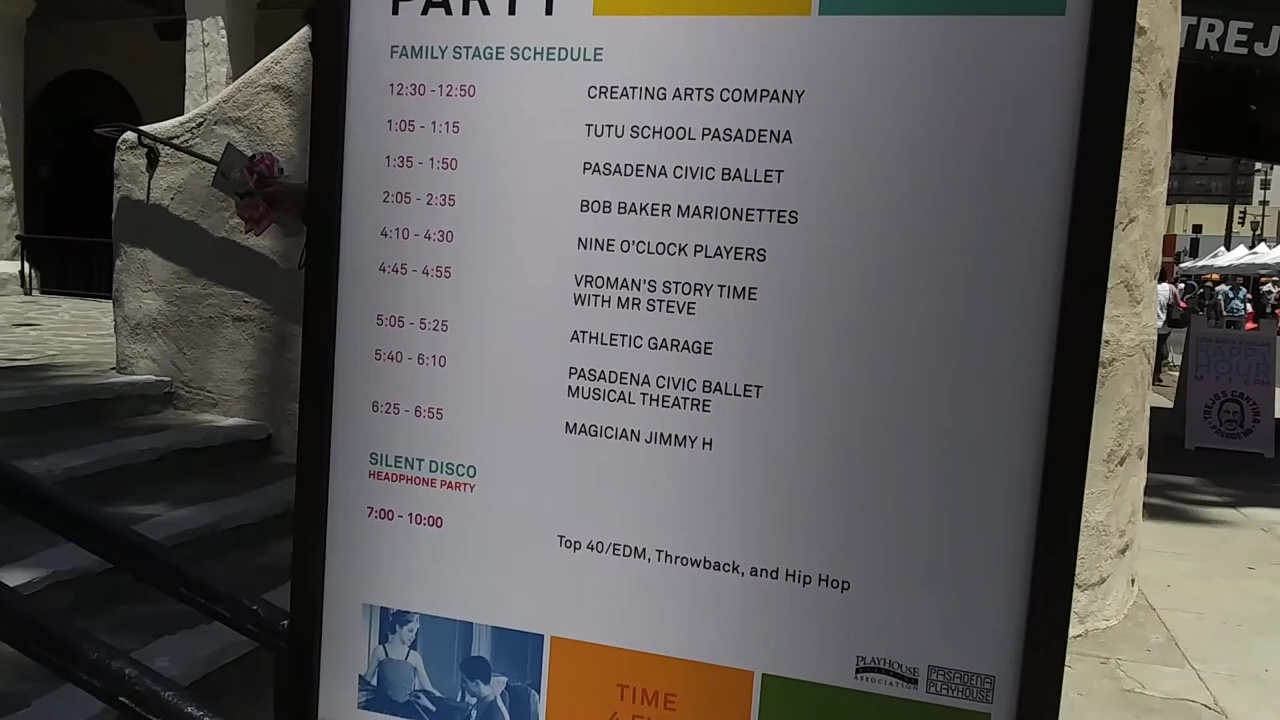 PARTY
FAMILY STAGE SCHEDULE
12:30 -12:50 CREATING ARTS COMPANY
1:05 - 1:15 TUTU SCHOOL PASADENA
1:35 - 1:50 PASADENA CIVIC BALLET
2:05 - 2:35 BOB BAKER MARIONETTES
4:10 - 4:30 NINE O'CLOCK PLAYERS
4:45 - 4:55 VROMAN'S STORY TIME
WITH MR STEVE
5:05 - 5:25 ATHLETIC GARAGE
5:40 - 6:10 PASADENA CIVIC BALLET
MUSICAL THEATRE
6:25 - 6:55 MAGICIAN JIMMY H
SILENT DISCO
HEADPHONE PARTY
7:00 - 10:00
Top 40/EDM, Throwback, and Hip Hop
TIME
PLAYHOUSE
ASSOCIATION
PASADENA
PLAYHOUSE
TREJ
HAPPY
HOUR
TREJO'S CANTINA
PASADENA